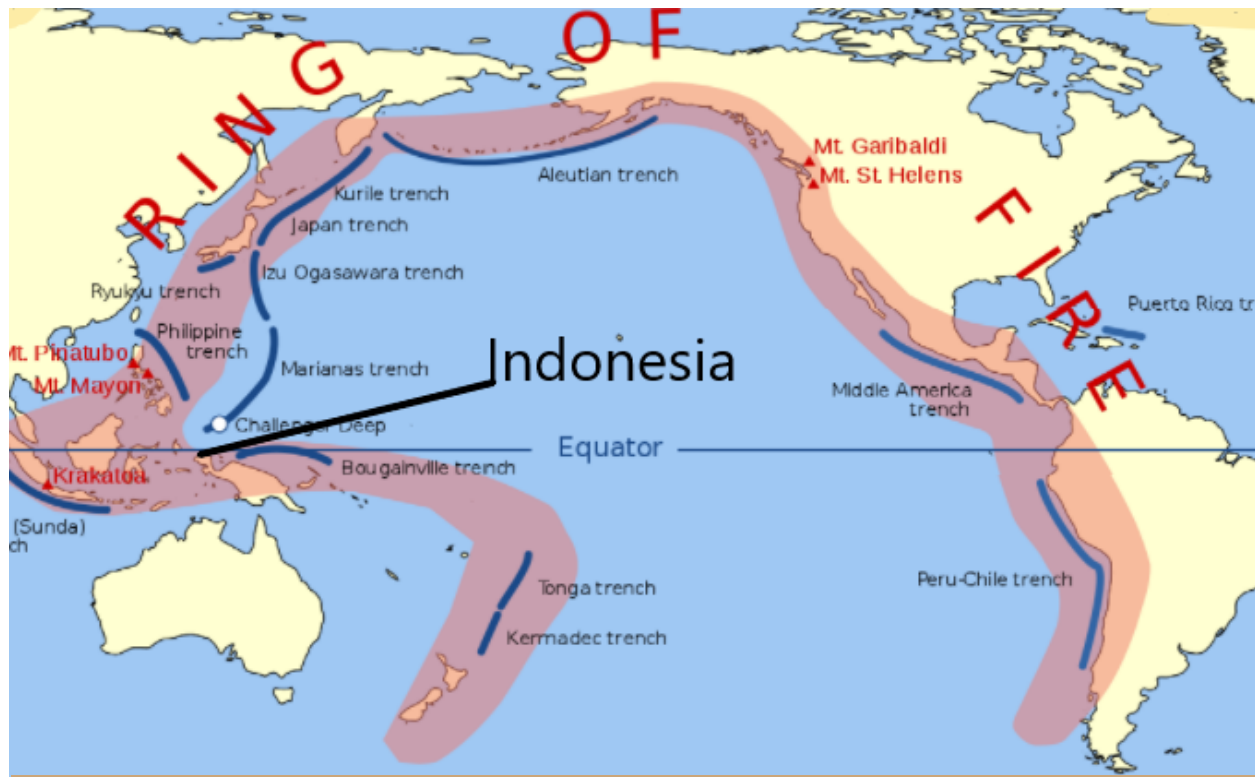 RING OF FIRE
Mt. Garibaldi
Mt. St. Helens
Aleutian trench
Kurile trench
Japan trench
Izu Ogasawara trench
Ryukyu trench
Puerto Rica tr
Philippine
trench
Mt. Pinatubo
Mt. Mayon
Indonesia
Marianas trench
Middle America
trench
Challenger Deep
Equator
Bougainville trench
Krakatoa
(Sunda)
ch
Tonga trench
Peru-Chile trench
Kermadec trench